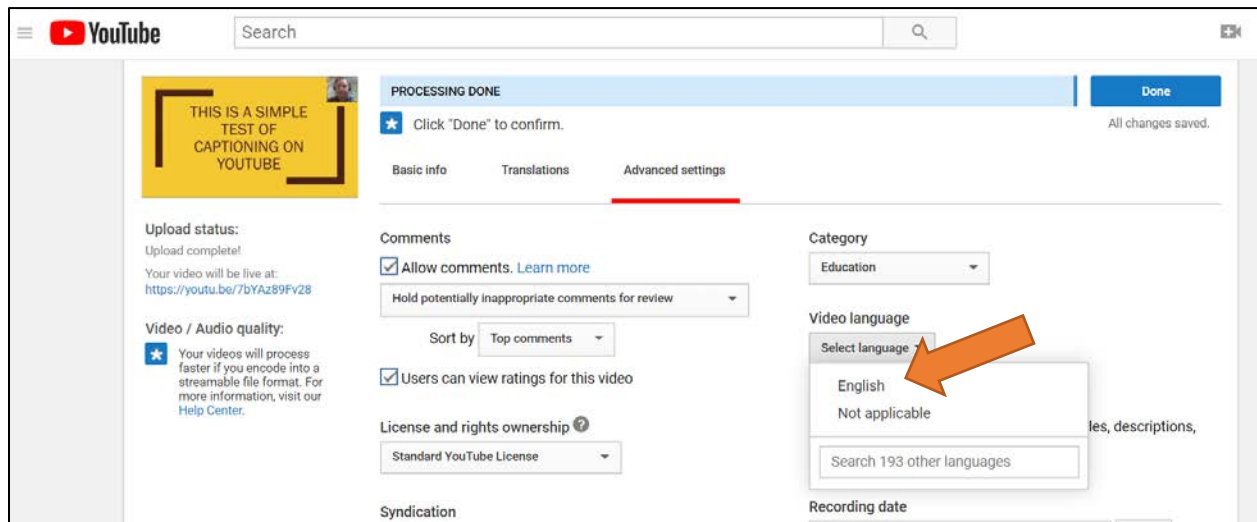 YouTube
Search
THIS IS A SIMPLE
TEST OF
CAPTIONING ON
YOUTUBE
PROCESSING DONE
Done
Click "Done" to confirm.
All changes saved.
Basic info
Translations
Advanced settings
Upload status:
Upload complete!
Your video will be live at:
https://youtu.be/7bYAz89Fv28
Video / Audio quality:
Your videos will process
faster if you encode into a
streamable file format. For
more information, visit our
Help Center.
Comments
Allow comments. Learn more
Hold potentially inappropriate comments for review
Sort by Top comments
Users can view ratings for this video
License and rights ownership
Standard YouTube License
Syndication
Category
Education
Video language
Select language
English
Not applicable
les, descriptions,
Search 193 other languages
Recording date